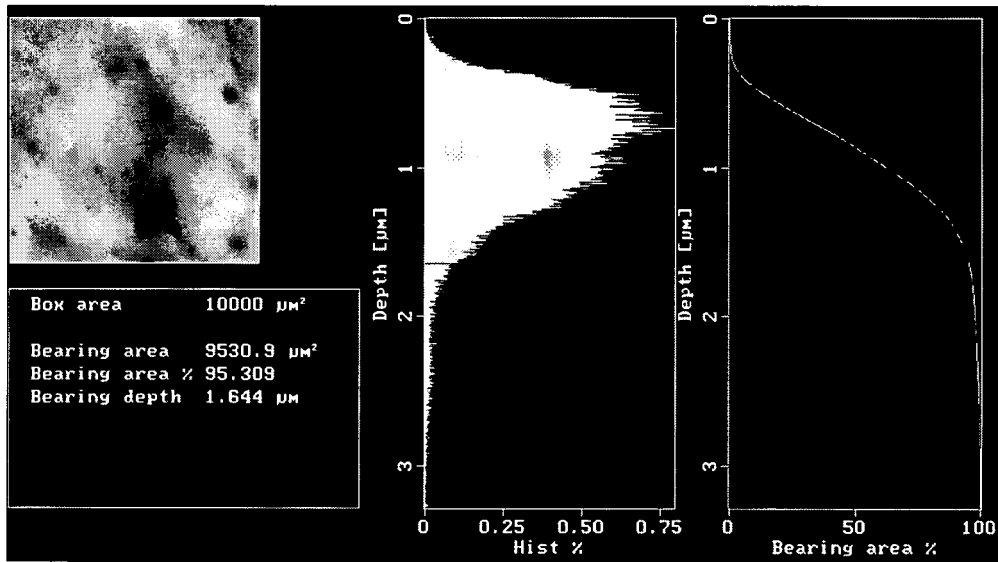 Box area 10000 µm²
Bearing area 9530.9 µm²
Bearing area % 95.309
Bearing depth 1.644 µm
0
1
2
3
Depth [µm]
0 0.25 0.50 0.75
Hist %
0
1
2
3
Depth [µm]
0 50 100
Bearing area %